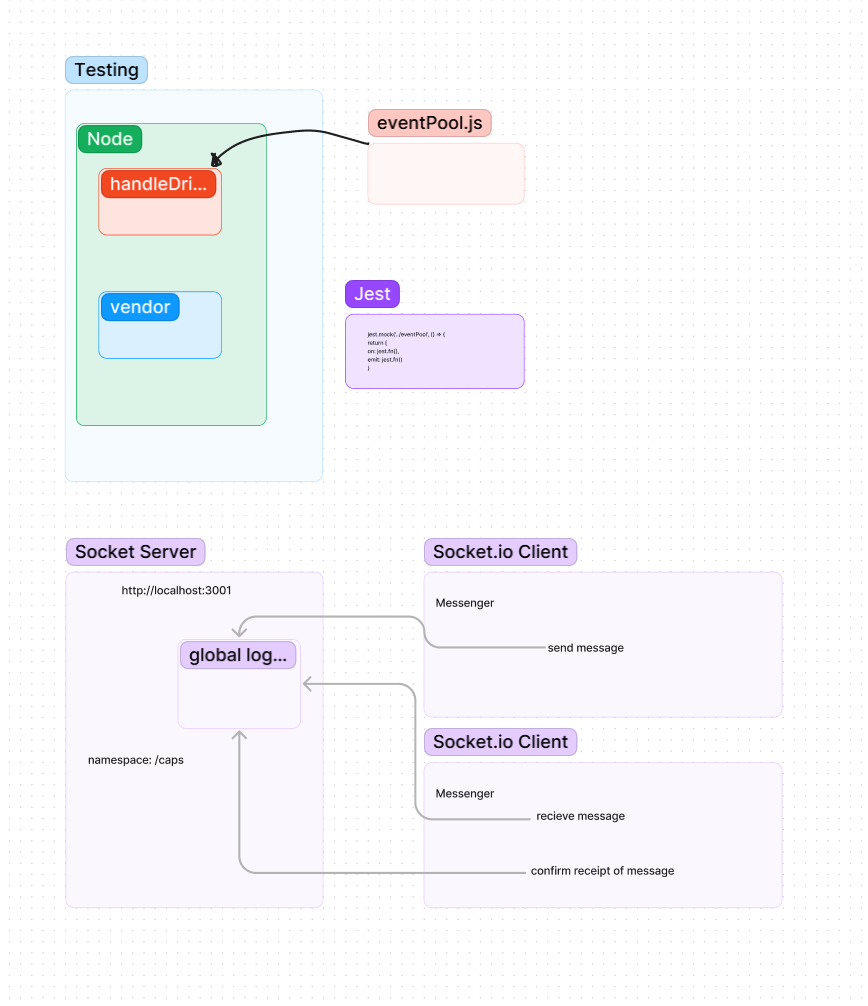 Testing
Node
handleDri...
vendor
eventPool.js
Jest
jest.mock('../eventPool', () => {
return {
on: jest.fn(),
emit: jest.fn()
}
Socket Server
http://localhost:3001
global log...
namespace: /caps
Socket.io Client
Messenger
send message
Socket.io Client
Messenger
recieve message
confirm receipt of message